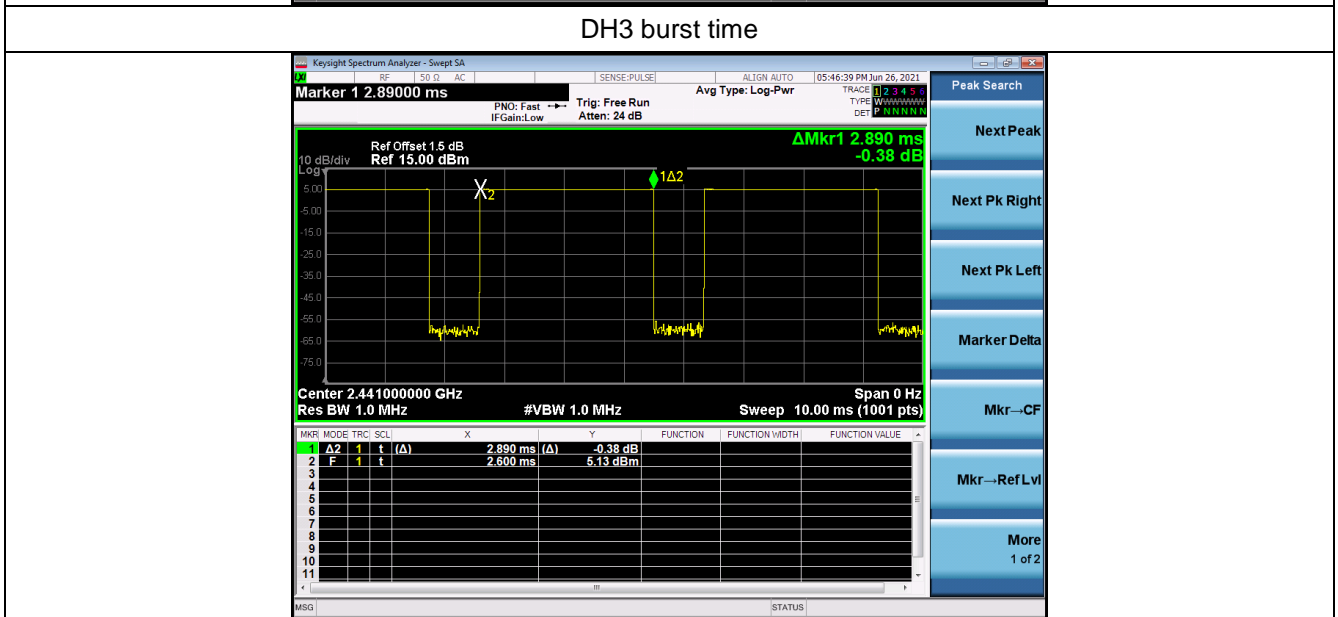 DH3 burst time
Keysight Spectrum Analyzer - Swept SA
LXI RF 50 Ω AC SENSE:PULSE ALIGN AUTO 05:46:39 PM Jun 26, 2021
Marker 1 2.89000 ms
PNO: Fast
IFGain:Low
Trig: Free Run
Atten: 24 dB
Avg Type: Log-Pwr
TRACE 1 2 3 4 5 6
TYPE WWWWWW
DET P N N N N N
Peak Search
ΔMkr1 2.890 ms
-0.38 dB
Ref Offset 1.5 dB
10 dB/div Ref 15.00 dBm
Log
1Δ2
X2
5.00
-5.00
-15.0
-25.0
-35.0
-45.0
-55.0
-65.0
-75.0
Center 2.441000000 GHz Span 0 Hz
Res BW 1.0 MHz #VBW 1.0 MHz Sweep 10.00 ms (1001 pts)
MKR MODE TRC SCL X Y FUNCTION FUNCTION WIDTH FUNCTION VALUE
1 Δ2 1 t (Δ) 2.890 ms (Δ) -0.38 dB
2 F 1 t 2.600 ms 5.13 dBm
3
4
5
6
7
8
9
10
11
MSG STATUS
Next Peak
Next Pk Right
Next Pk Left
Marker Delta
Mkr→CF
Mkr→Ref Lvl
More
1 of 2